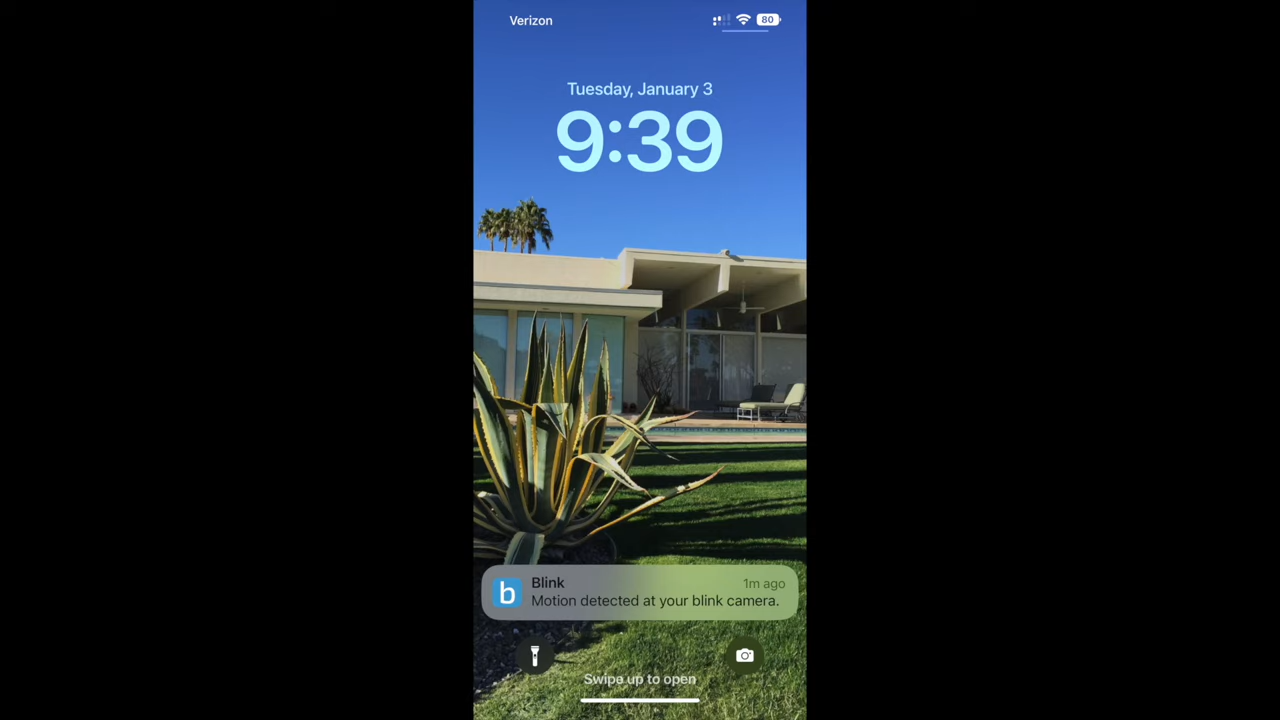 Verizon
80
Tuesday, January 3
9:39
b
Blink
1m ago
Motion detected at your blink camera.
Swipe up to open